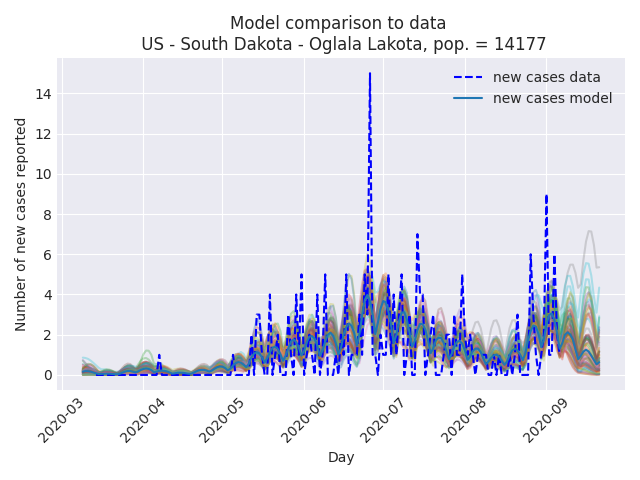 Model comparison to data
US - South Dakota - Oglala Lakota, pop. = 14177
new cases data
new cases model
Number of new cases reported
14
12
10
8
6
4
2
0
2020-03
2020-04
2020-05
2020-06
2020-07
2020-08
2020-09
Day